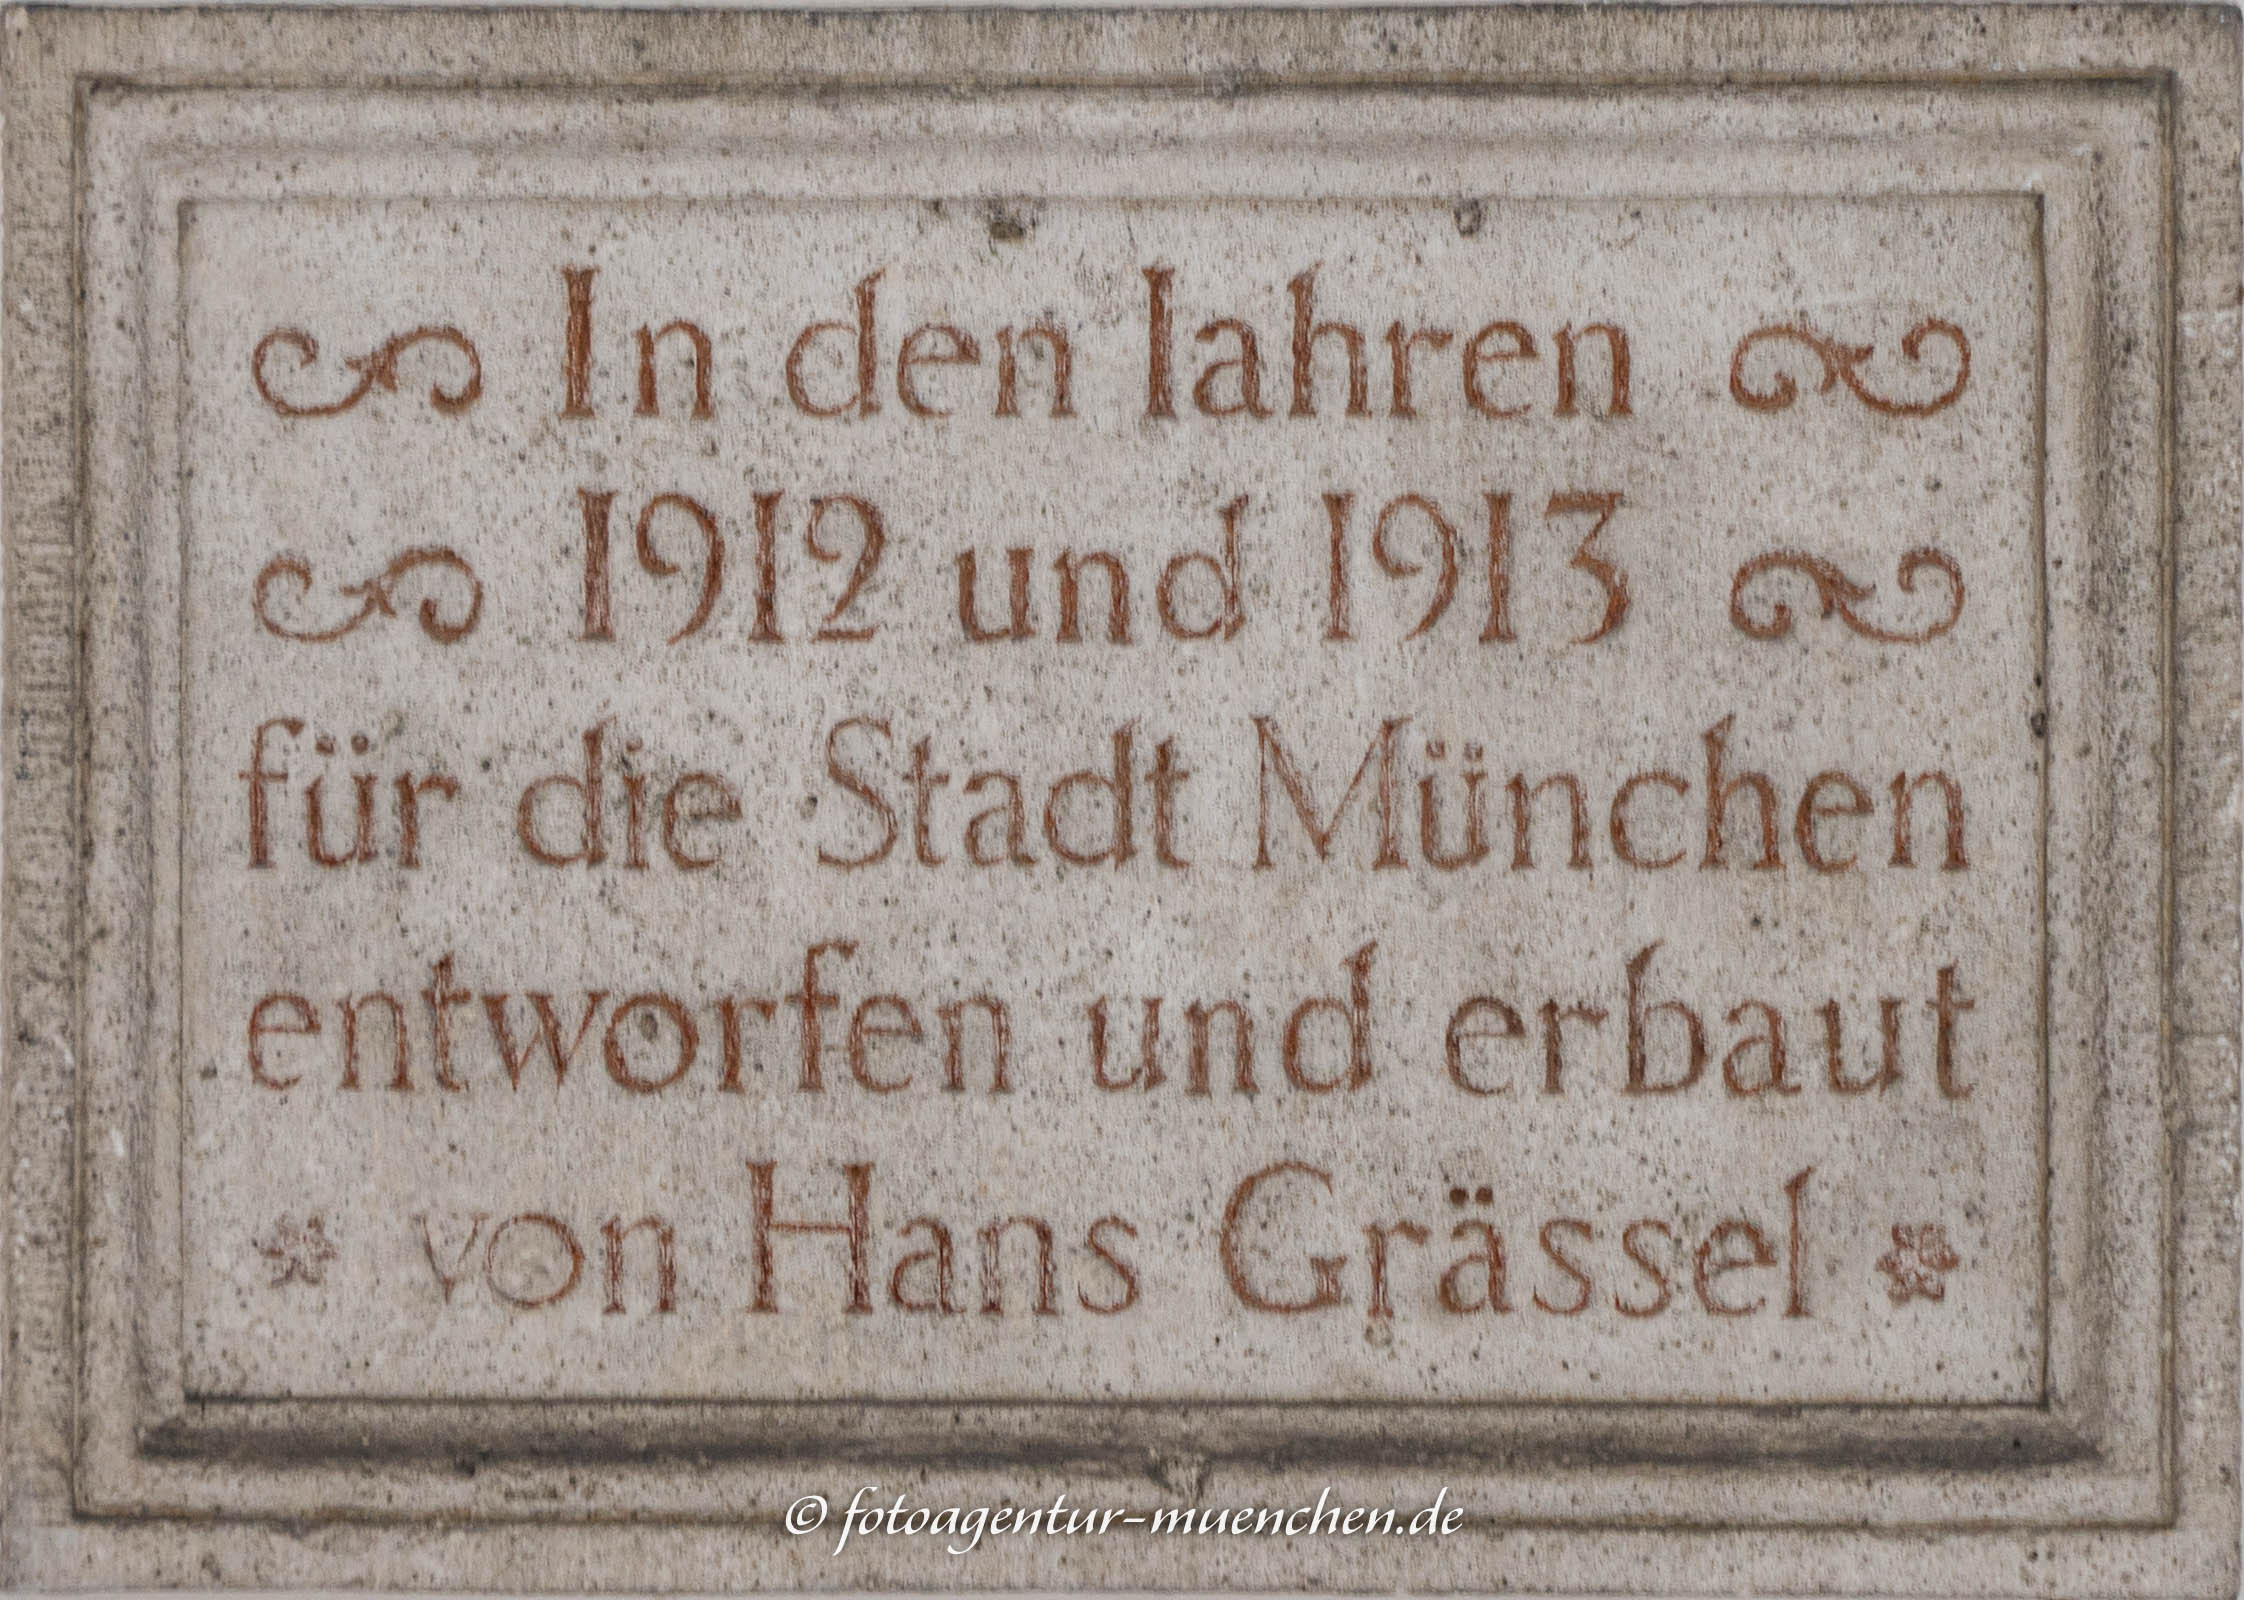 In den Iahren
1912 und 1913
für die Stadt München
entworfen und erbaut
von Hans Grässel
© fotoagentur-muenchen.de